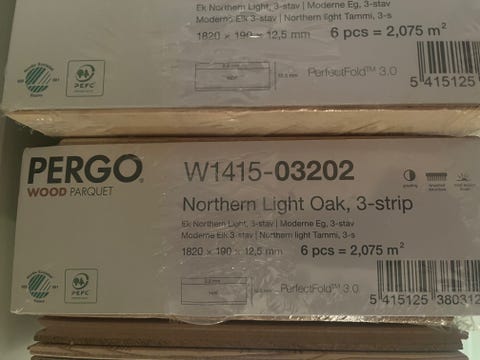 Ek Northern Light, 3-stav | Moderne Eg, 3-stav
Moderne Eik 3-stav | Northern light Tammi, 3-s
1820 × 190 × 12,5 mm 6 pcs = 2,075 m²
PEFC
PerfectFold™ 3.0
5 415125
PERGO
WOOD PARQUET
W1415-03202
Northern Light Oak, 3-strip
Ek Northern Light, 3-stav | Moderne Eg, 3-stav
Moderne Eik 3-stav | Northern light Tammi, 3-s
1820 × 190 × 12,5 mm 6 pcs = 2,075 m²
PEFC
PerfectFold™ 3.0
5 415125 380312